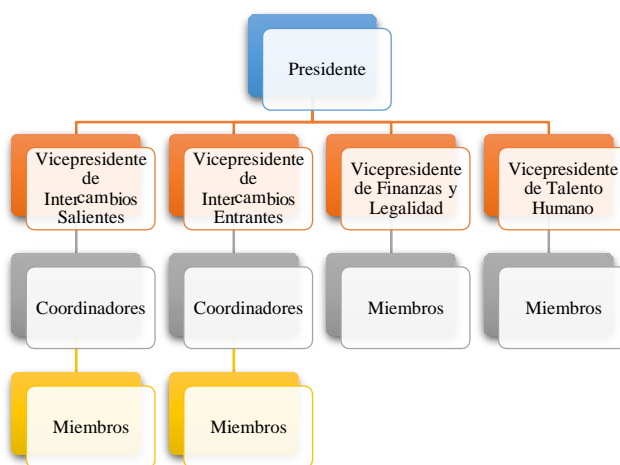 Presidente
Vicepresidente
de
Intercambios
Salientes
Vicepresidente
de
Intercambios
Entrantes
Vicepresidente
de Finanzas y
Legalidad
Vicepresidente
de Talento
Humano
Coordinadores
Coordinadores
Miembros
Miembros
Miembros
Miembros